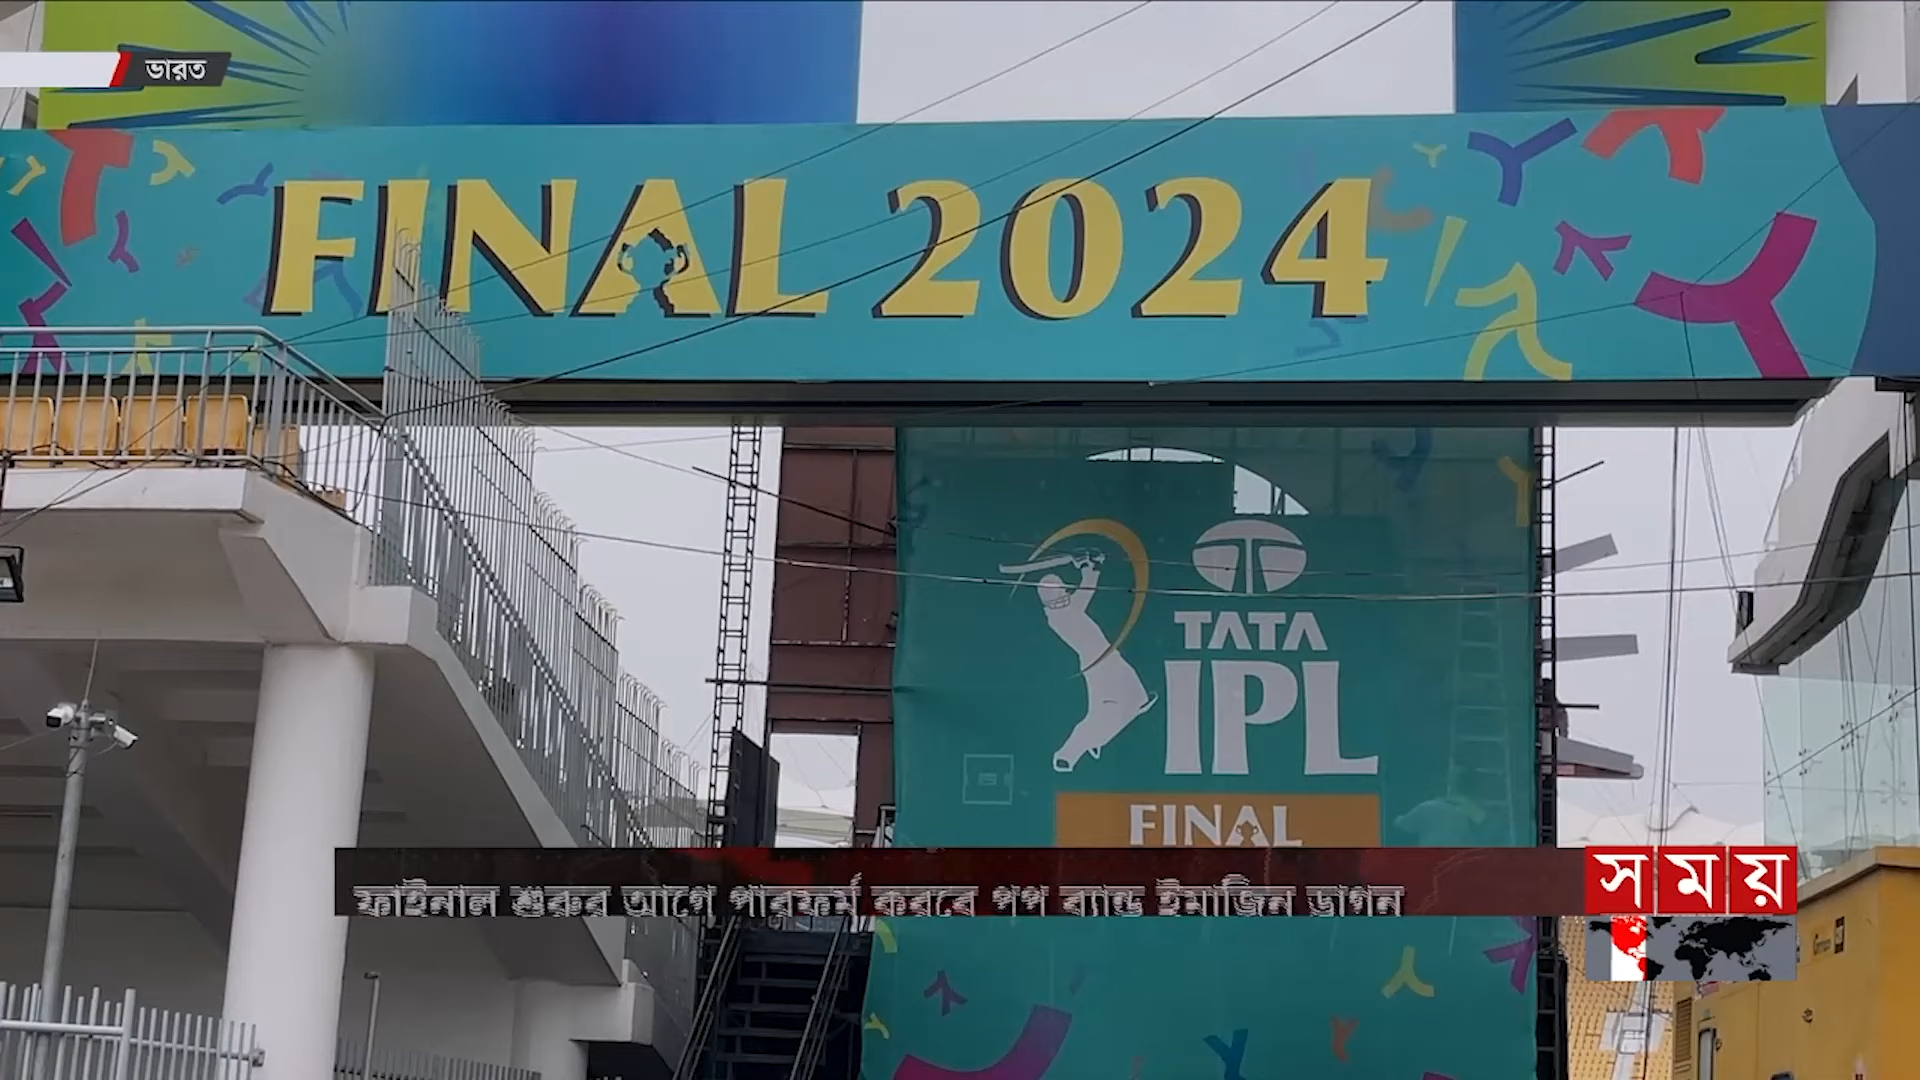 ভারত
FINAL 2024
TATA
IPL
FINAL
ফাইনাল শুরুর আগে পারফর্ম করবে পপ ব্যান্ড ইমাজিন ড্রাগন
সময়